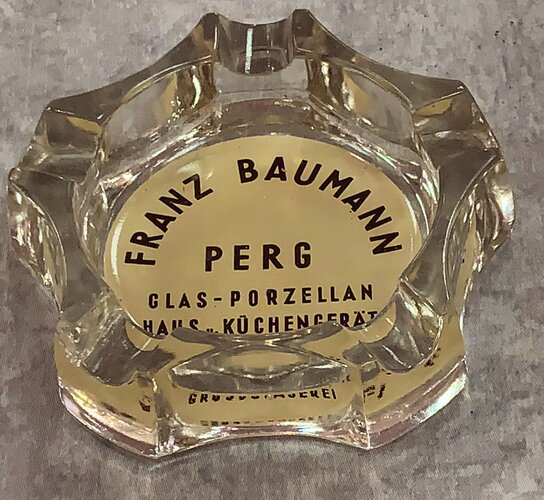 FRANZ BAUMANN
PERG
GLAS-PORZELLAN
HAUS u. KÜCHENGERÄT